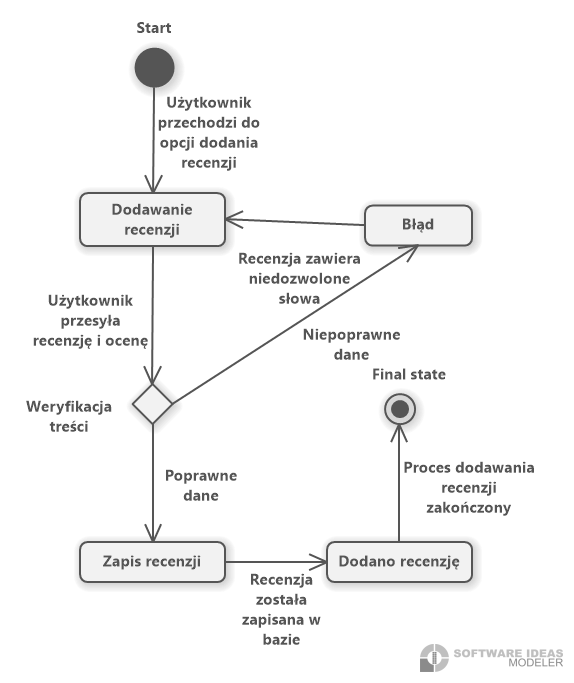 Start
Użytkownik
przechodzi do
opcji dodania
recenzji
Dodawanie
recenzji
Błąd
Recenzja zawiera
niedozwolone
słowa
Użytkownik
przesyła
recenzję i ocenę
Niepoprawne
dane
Final state
Weryfikacja
treści
Poprawne
dane
Proces dodawania
recenzji
zakończony
Zapis recenzji
Dodano recenzję
Recenzja
została
zapisana w
bazie
SOFTWARE IDEAS
MODELER